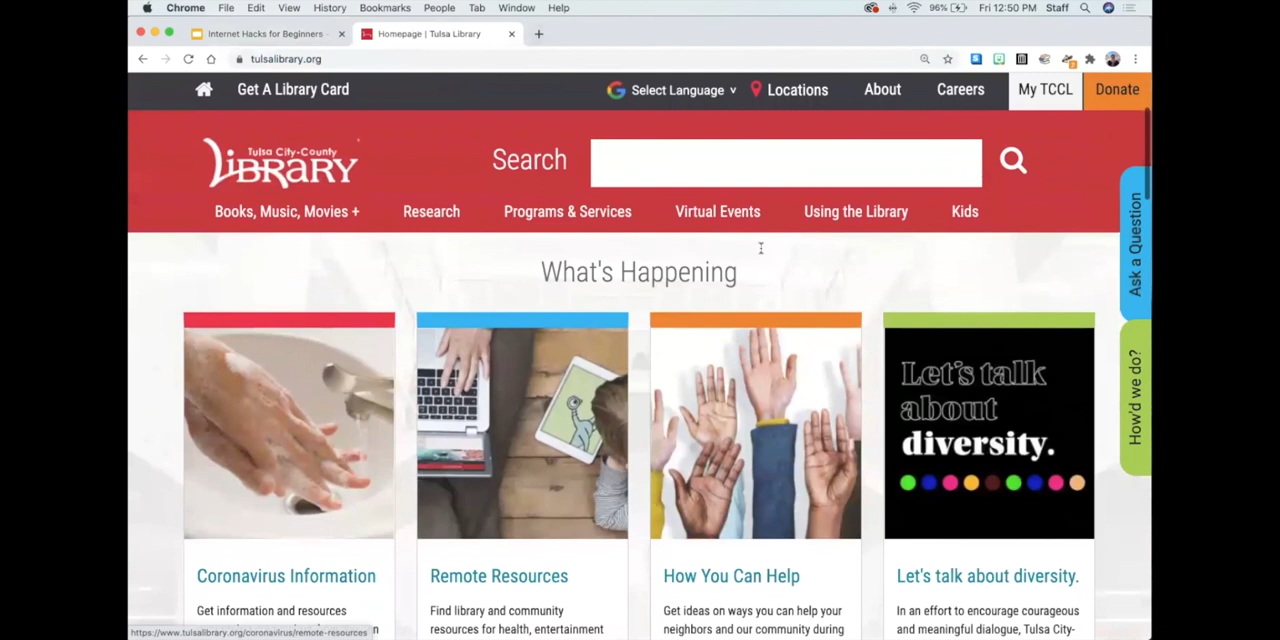 Chrome File Edit View History Bookmarks People Tab Window Help 96% Fri 12:50 PM Staff
Internet Hacks for Beginners Homepage | Tulsa Library
tulsalibrary.org
Get A Library Card Select Language Locations About Careers My TCCL Donate
Tulsa City-County
LiBRARY
Search
Books, Music, Movies + Research Programs & Services Virtual Events Using the Library Kids
Ask a Question
How'd we do?
What's Happening
Let's talk
about
diversity.
Coronavirus Information
Get information and resources
Remote Resources
Find library and community
resources for health, entertainment
How You Can Help
Get ideas on ways you can help your
neighbors and our community during
Let's talk about diversity.
In an effort to encourage courageous
and meaningful dialogue, Tulsa City-
https://www.tulsalibrary.org/coronavirus/remote-resources